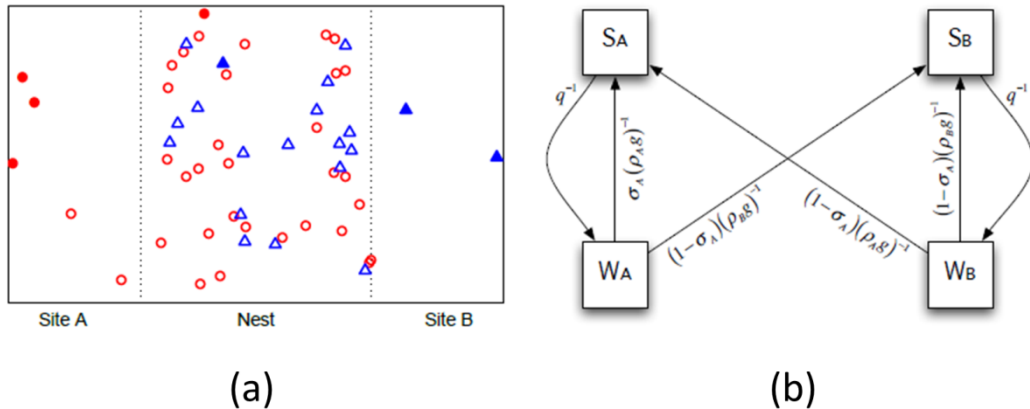 Site A
Nest
Site B
(a)
S_A
S_B
q⁻¹
σ_A(ρ_A g)⁻¹
(1-σ_A)(ρ_B g)⁻¹
(1-σ_A)(ρ_A g)⁻¹
(1-σ_A)(ρ_B g)⁻¹
q⁻¹
W_A
W_B
(b)